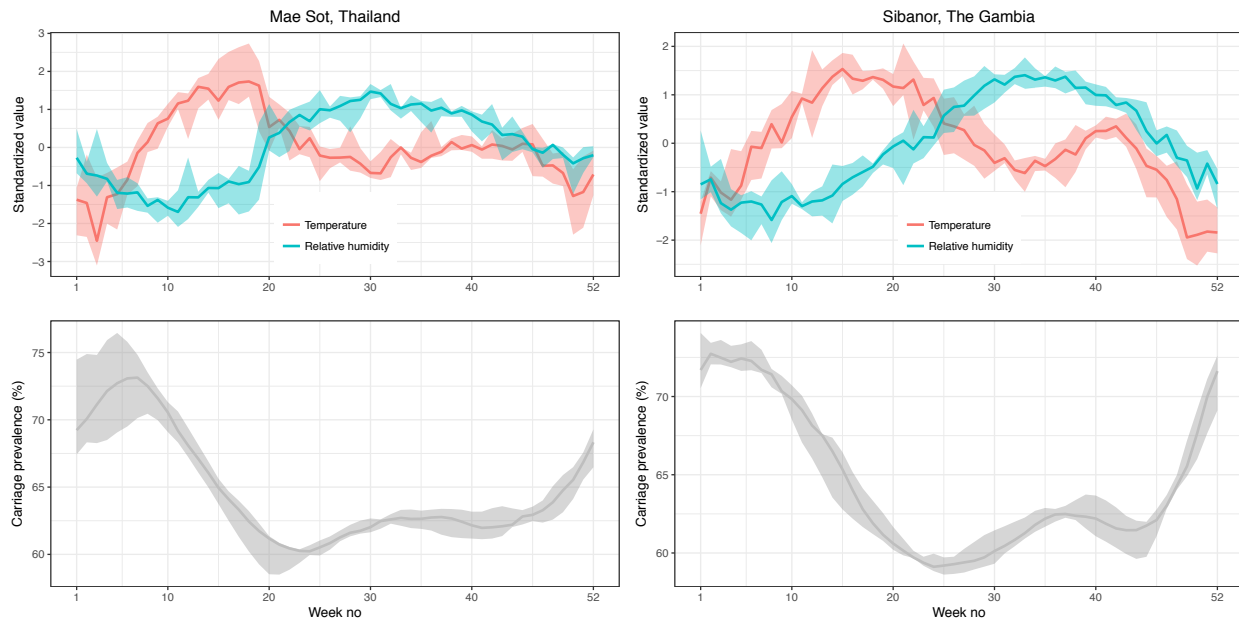 Mae Sot, Thailand
Standardized value
3
2
1
0
−1
−2
−3
Temperature
Relative humidity
1 10 20 30 40 52
Sibanor, The Gambia
Standardized value
2
1
0
−1
−2
Temperature
Relative humidity
1 10 20 30 40 52
Carriage prevalence (%)
75
70
65
60
1 10 20 30 40 52
Week no
Carriage prevalence (%)
70
65
60
1 10 20 30 40 52
Week no